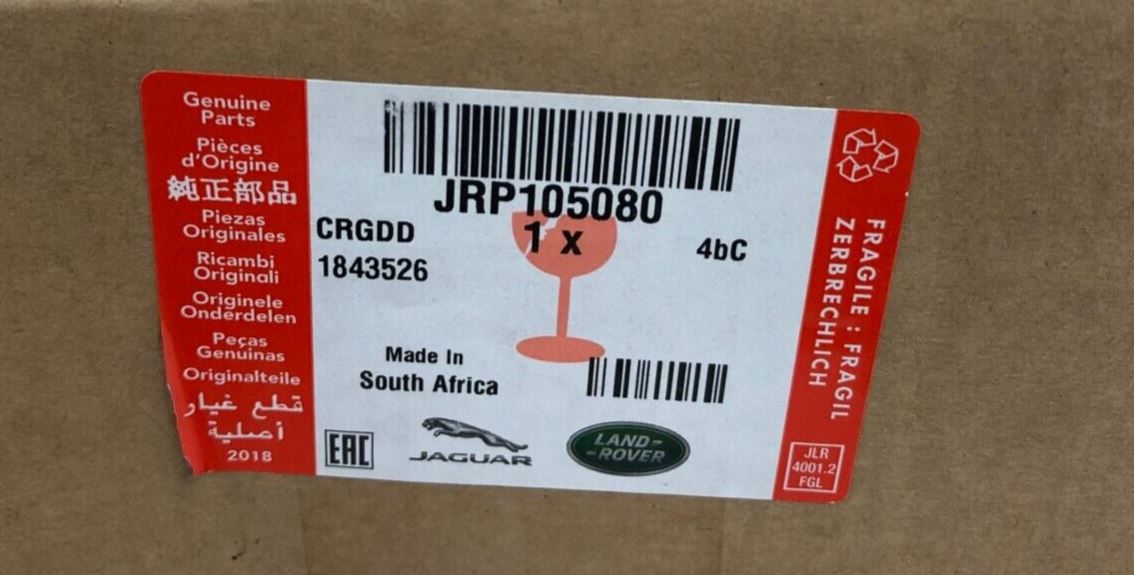 Genuine
Parts
Pièces
d'Origine
純正部品
Piezas
Originales
Ricambi
Originali
Originele
Onderdelen
Peças
Genuinas
Originalteile
قطع غيار
أصلية
2018
JRP105080
CRGDD
1 x
4bC
1843526
Made In
South Africa
EAC
JAGUAR
LAND-
-ROVER
FRAGILE : FRAGIL
ZERBRECHLICH
JLR
4001.2
FGL